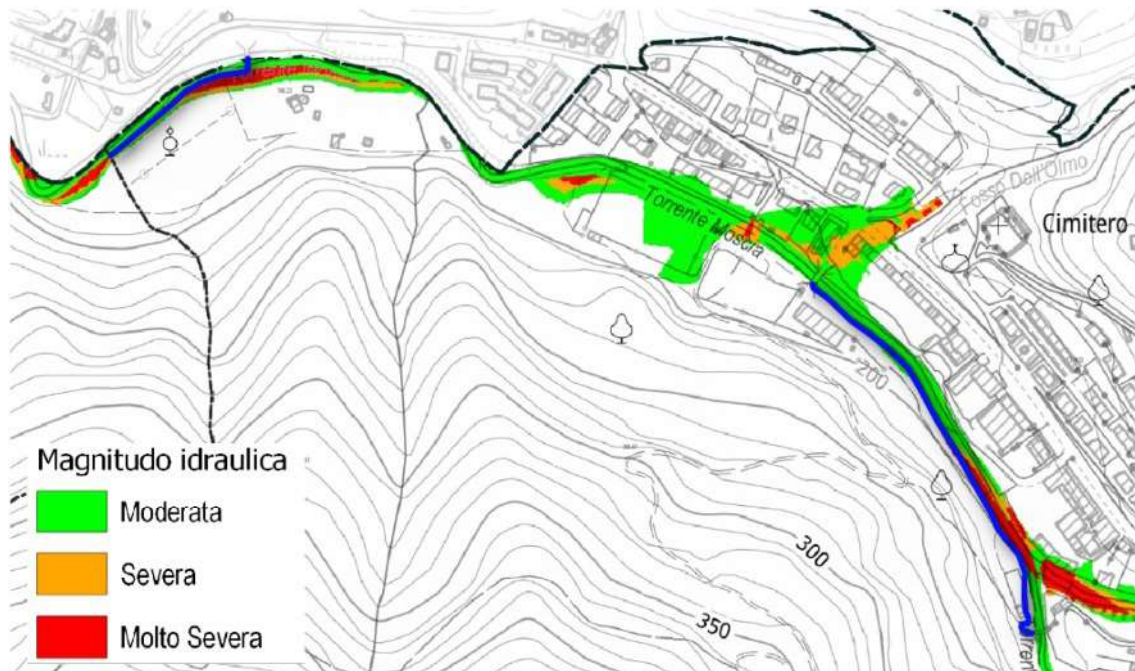 Fosso Dell'Olmo
Cimitero
Torrente Moscia
200
300
350
Magnitudo idraulica
Moderata
Severa
Molto Severa